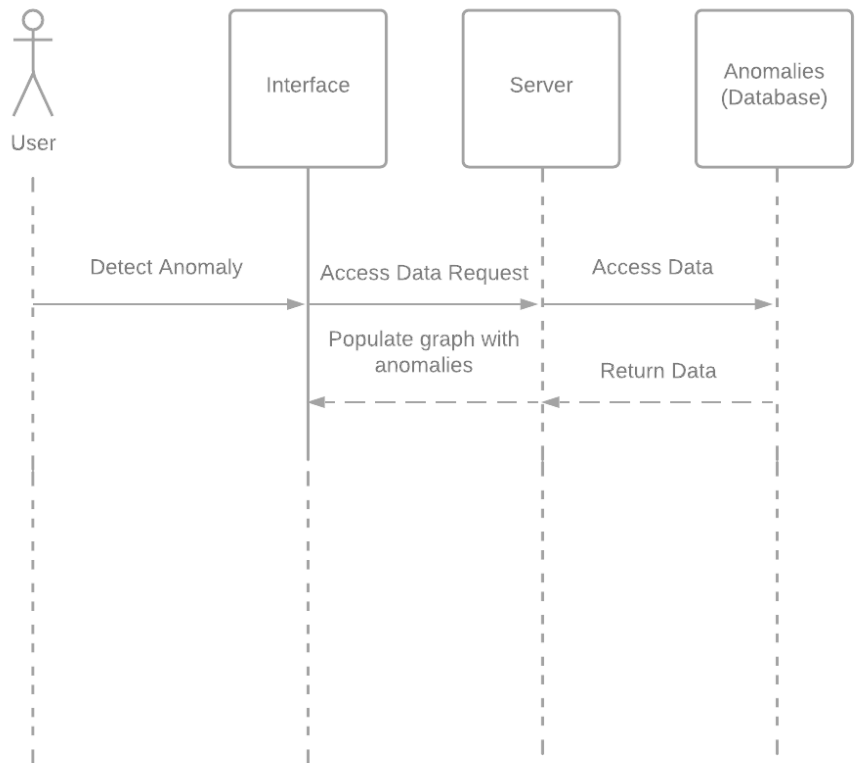 Interface
Server
Anomalies
(Database)
User
Detect Anomaly
Access Data Request
Access Data
Populate graph with
anomalies
Return Data